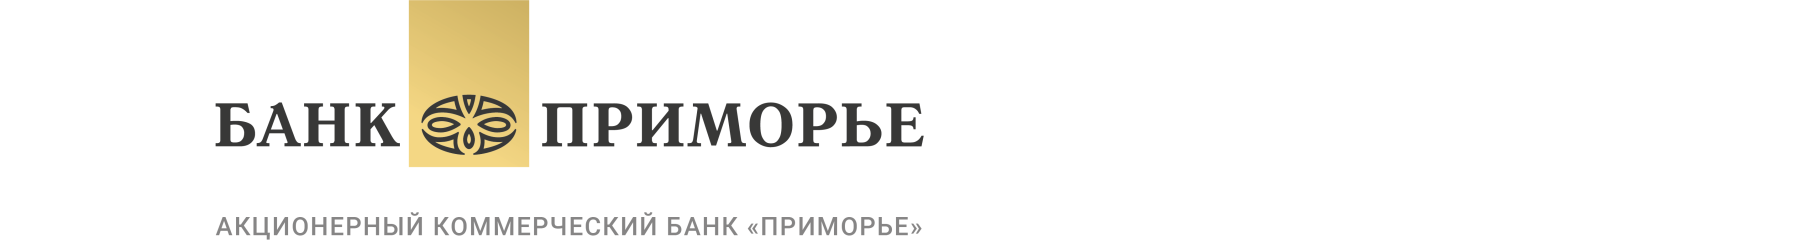 БАНК ПРИМОРЬЕ
АКЦИОНЕРНЫЙ КОММЕРЧЕСКИЙ БАНК «ПРИМОРЬЕ»